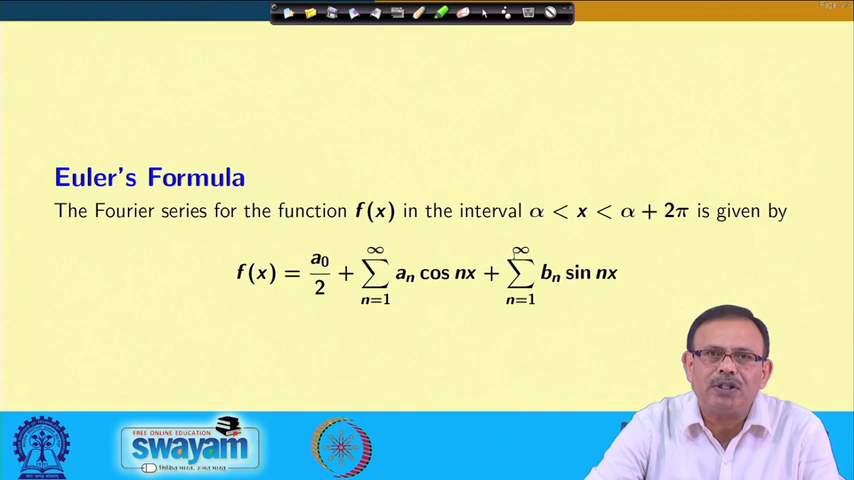 Euler's Formula
The Fourier series for the function f(x) in the interval α < x < α + 2π is given by
f(x) = a₀/2 + ∑_{n=1}^{∞} aₙ cos nx + ∑_{n=1}^{∞} bₙ sin nx
FREE ONLINE EDUCATION
swayam